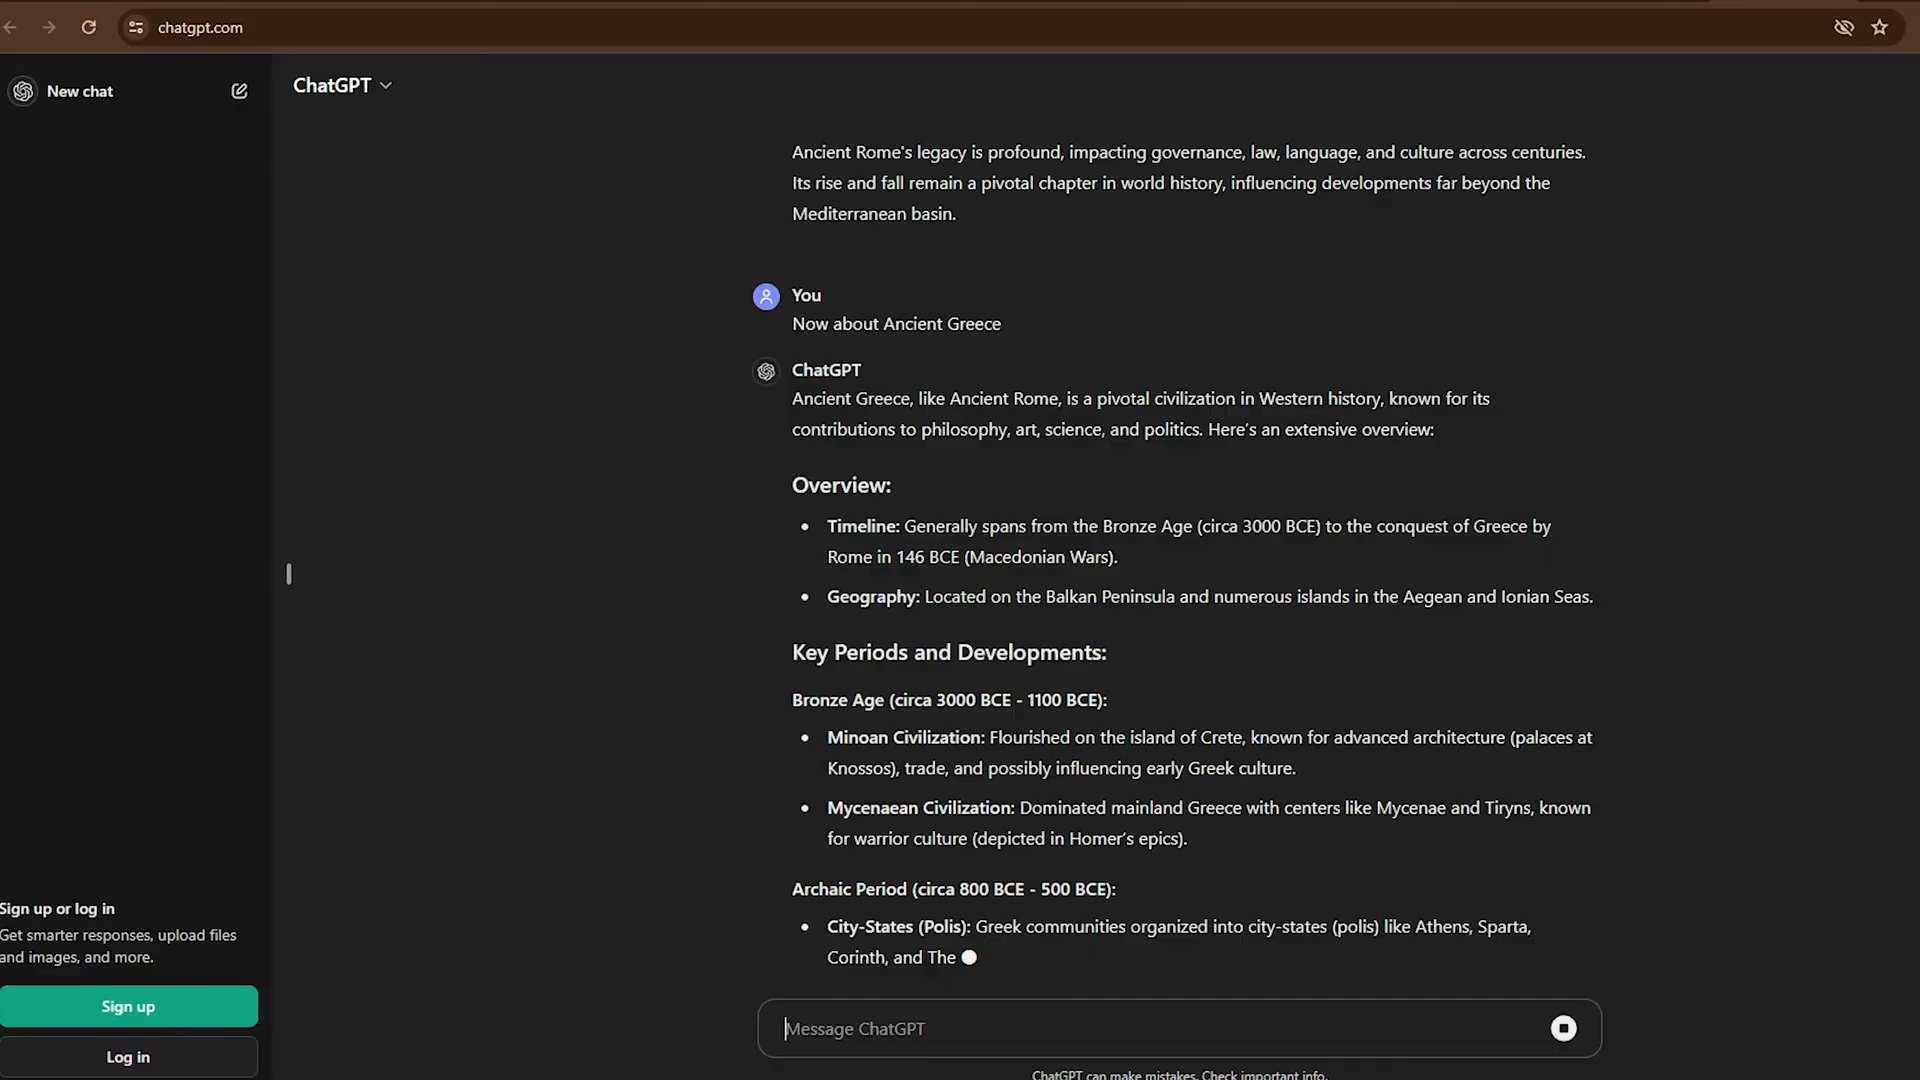 chatgpt.com
New chat
ChatGPT
Ancient Rome's legacy is profound, impacting governance, law, language, and culture across centuries.
Its rise and fall remain a pivotal chapter in world history, influencing developments far beyond the
Mediterranean basin.
You
Now about Ancient Greece
ChatGPT
Ancient Greece, like Ancient Rome, is a pivotal civilization in Western history, known for its
contributions to philosophy, art, science, and politics. Here's an extensive overview:
Overview:
• Timeline: Generally spans from the Bronze Age (circa 3000 BCE) to the conquest of Greece by
Rome in 146 BCE (Macedonian Wars).
• Geography: Located on the Balkan Peninsula and numerous islands in the Aegean and Ionian Seas.
Key Periods and Developments:
Bronze Age (circa 3000 BCE - 1100 BCE):
• Minoan Civilization: Flourished on the island of Crete, known for advanced architecture (palaces at
Knossos), trade, and possibly influencing early Greek culture.
• Mycenaean Civilization: Dominated mainland Greece with centers like Mycenae and Tiryns, known
for warrior culture (depicted in Homer's epics).
Archaic Period (circa 800 BCE - 500 BCE):
• City-States (Polis): Greek communities organized into city-states (polis) like Athens, Sparta,
Corinth, and The
Sign up or log in
Get smarter responses, upload files
and images, and more.
Sign up
Log in
Message ChatGPT
ChatGPT can make mistakes. Check important info.